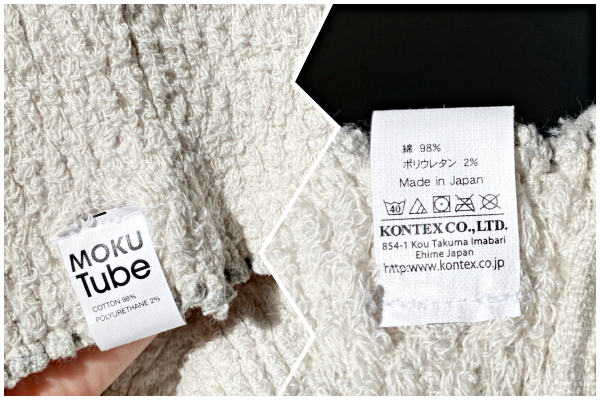 MOKU
Tube
COTTON 98%
POLYURETHANE 2%
綿 98%
ポリウレタン 2%
Made in Japan
40
KONTEX CO.,LTD.
854-1 Kou Takuma Imabari
Ehime Japan
http:www.kontex.co.jp